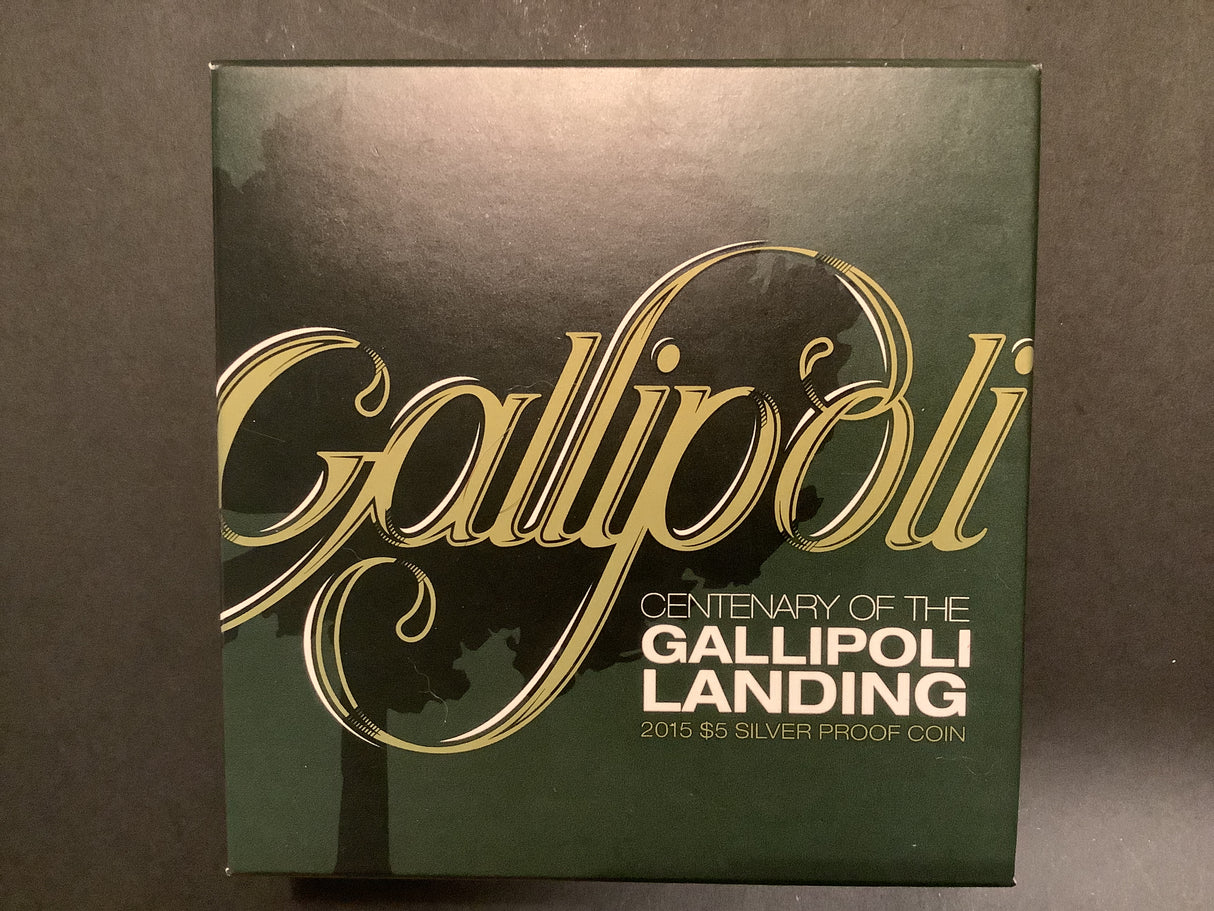 Gallipoli
CENTENARY OF THE
GALLIPOLI
LANDING
2015 $5 SILVER PROOF COIN